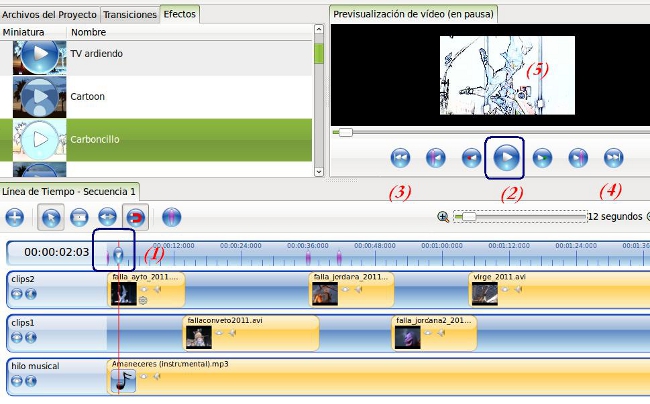 Archivos del Proyecto Transiciones Efectos
Miniatura Nombre
TV ardiendo
Cartoon
Carboncillo
Previsualización de vídeo (en pausa)
(5)
(3) (2) (4)
Línea de Tiempo - Secuencia 1
12 segundos
00:00:02:03
(1)
00:00:12:000 00:00:24:000 00:00:36:000 00:00:48:000 00:01:00:000 00:01:12:000 00:01:24:000 00:01:36
clips2
falla_ayto_2011.... falla_jordana_2011... virge_2011.avi
clips1
fallaconveto2011.avi falla_jordana2_201...
hilo musical
Amaneceres (instrumental).mp3